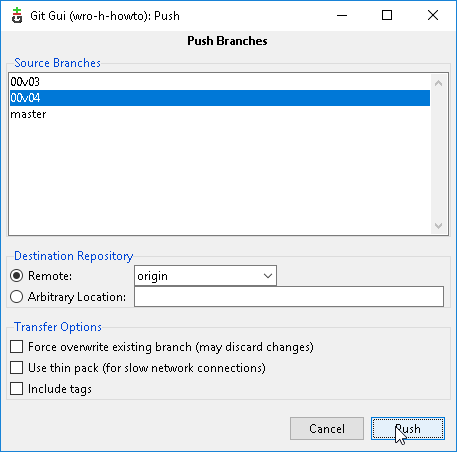 Git Gui (wro-h-howto): Push
Push Branches
Source Branches
00v03
00v04
master
Destination Repository
Remote:
origin
Arbitrary Location:
Transfer Options
Force overwrite existing branch (may discard changes)
Use thin pack (for slow network connections)
Include tags
Cancel
Push